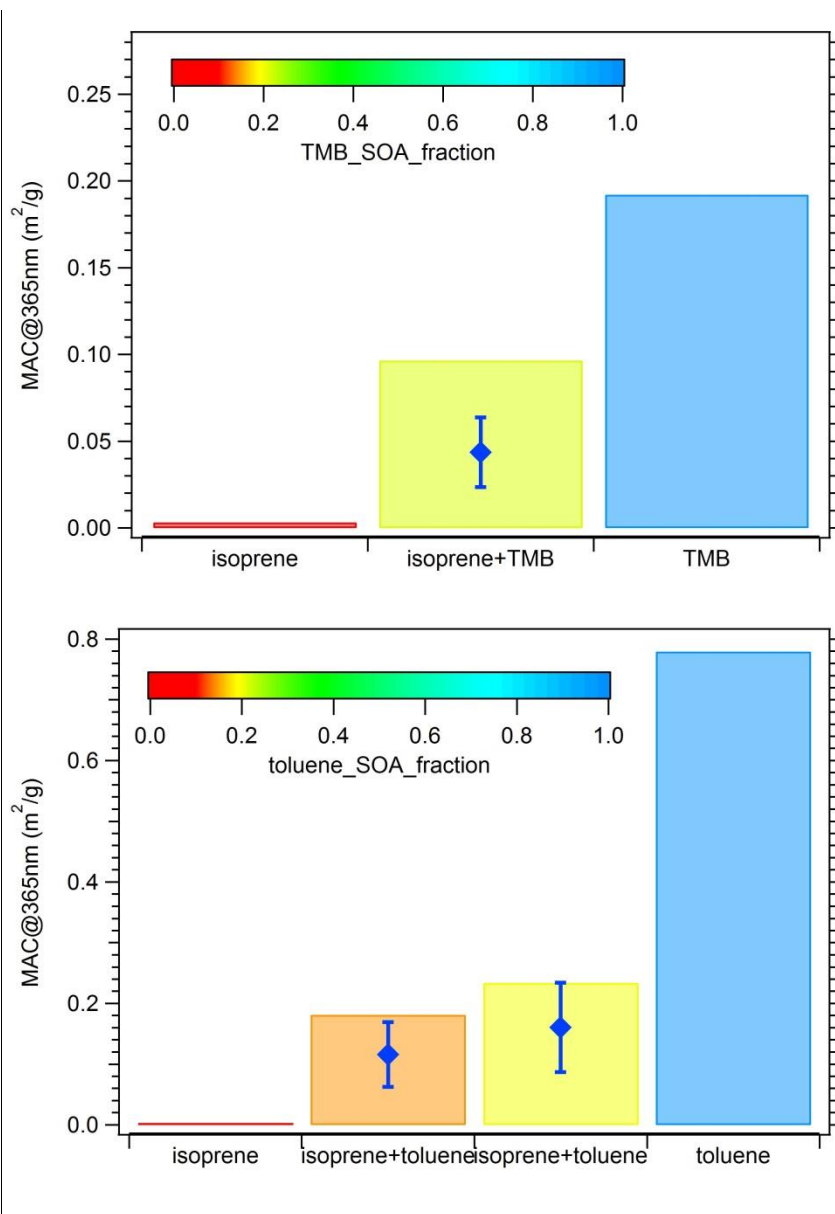 0.25
0.20
0.15
0.10
0.05
0.00
MAC@365nm (m²/g)
0.0 0.2 0.4 0.6 0.8 1.0
TMB_SOA_fraction
isoprene isoprene+TMB TMB
0.8
0.6
0.4
0.2
0.0
MAC@365nm (m²/g)
0.0 0.2 0.4 0.6 0.8 1.0
toluene_SOA_fraction
isoprene isoprene+toluene isoprene+toluene toluene